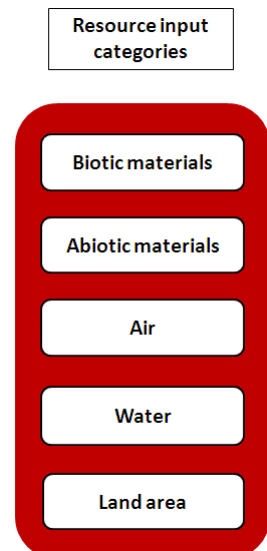 Resource input
categories
Biotic materials
Abiotic materials
Air
Water
Land area